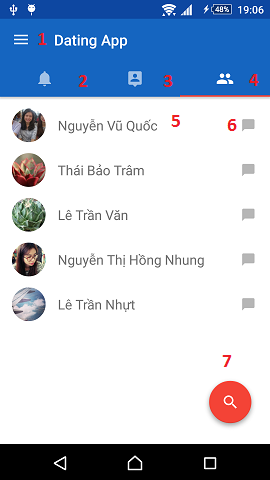 48% 19:06
1 Dating App
2 3 4
5
Nguyễn Vũ Quốc 6
Thái Bảo Trâm
Lê Trần Văn
Nguyễn Thị Hồng Nhung
Lê Trần Nhựt
7